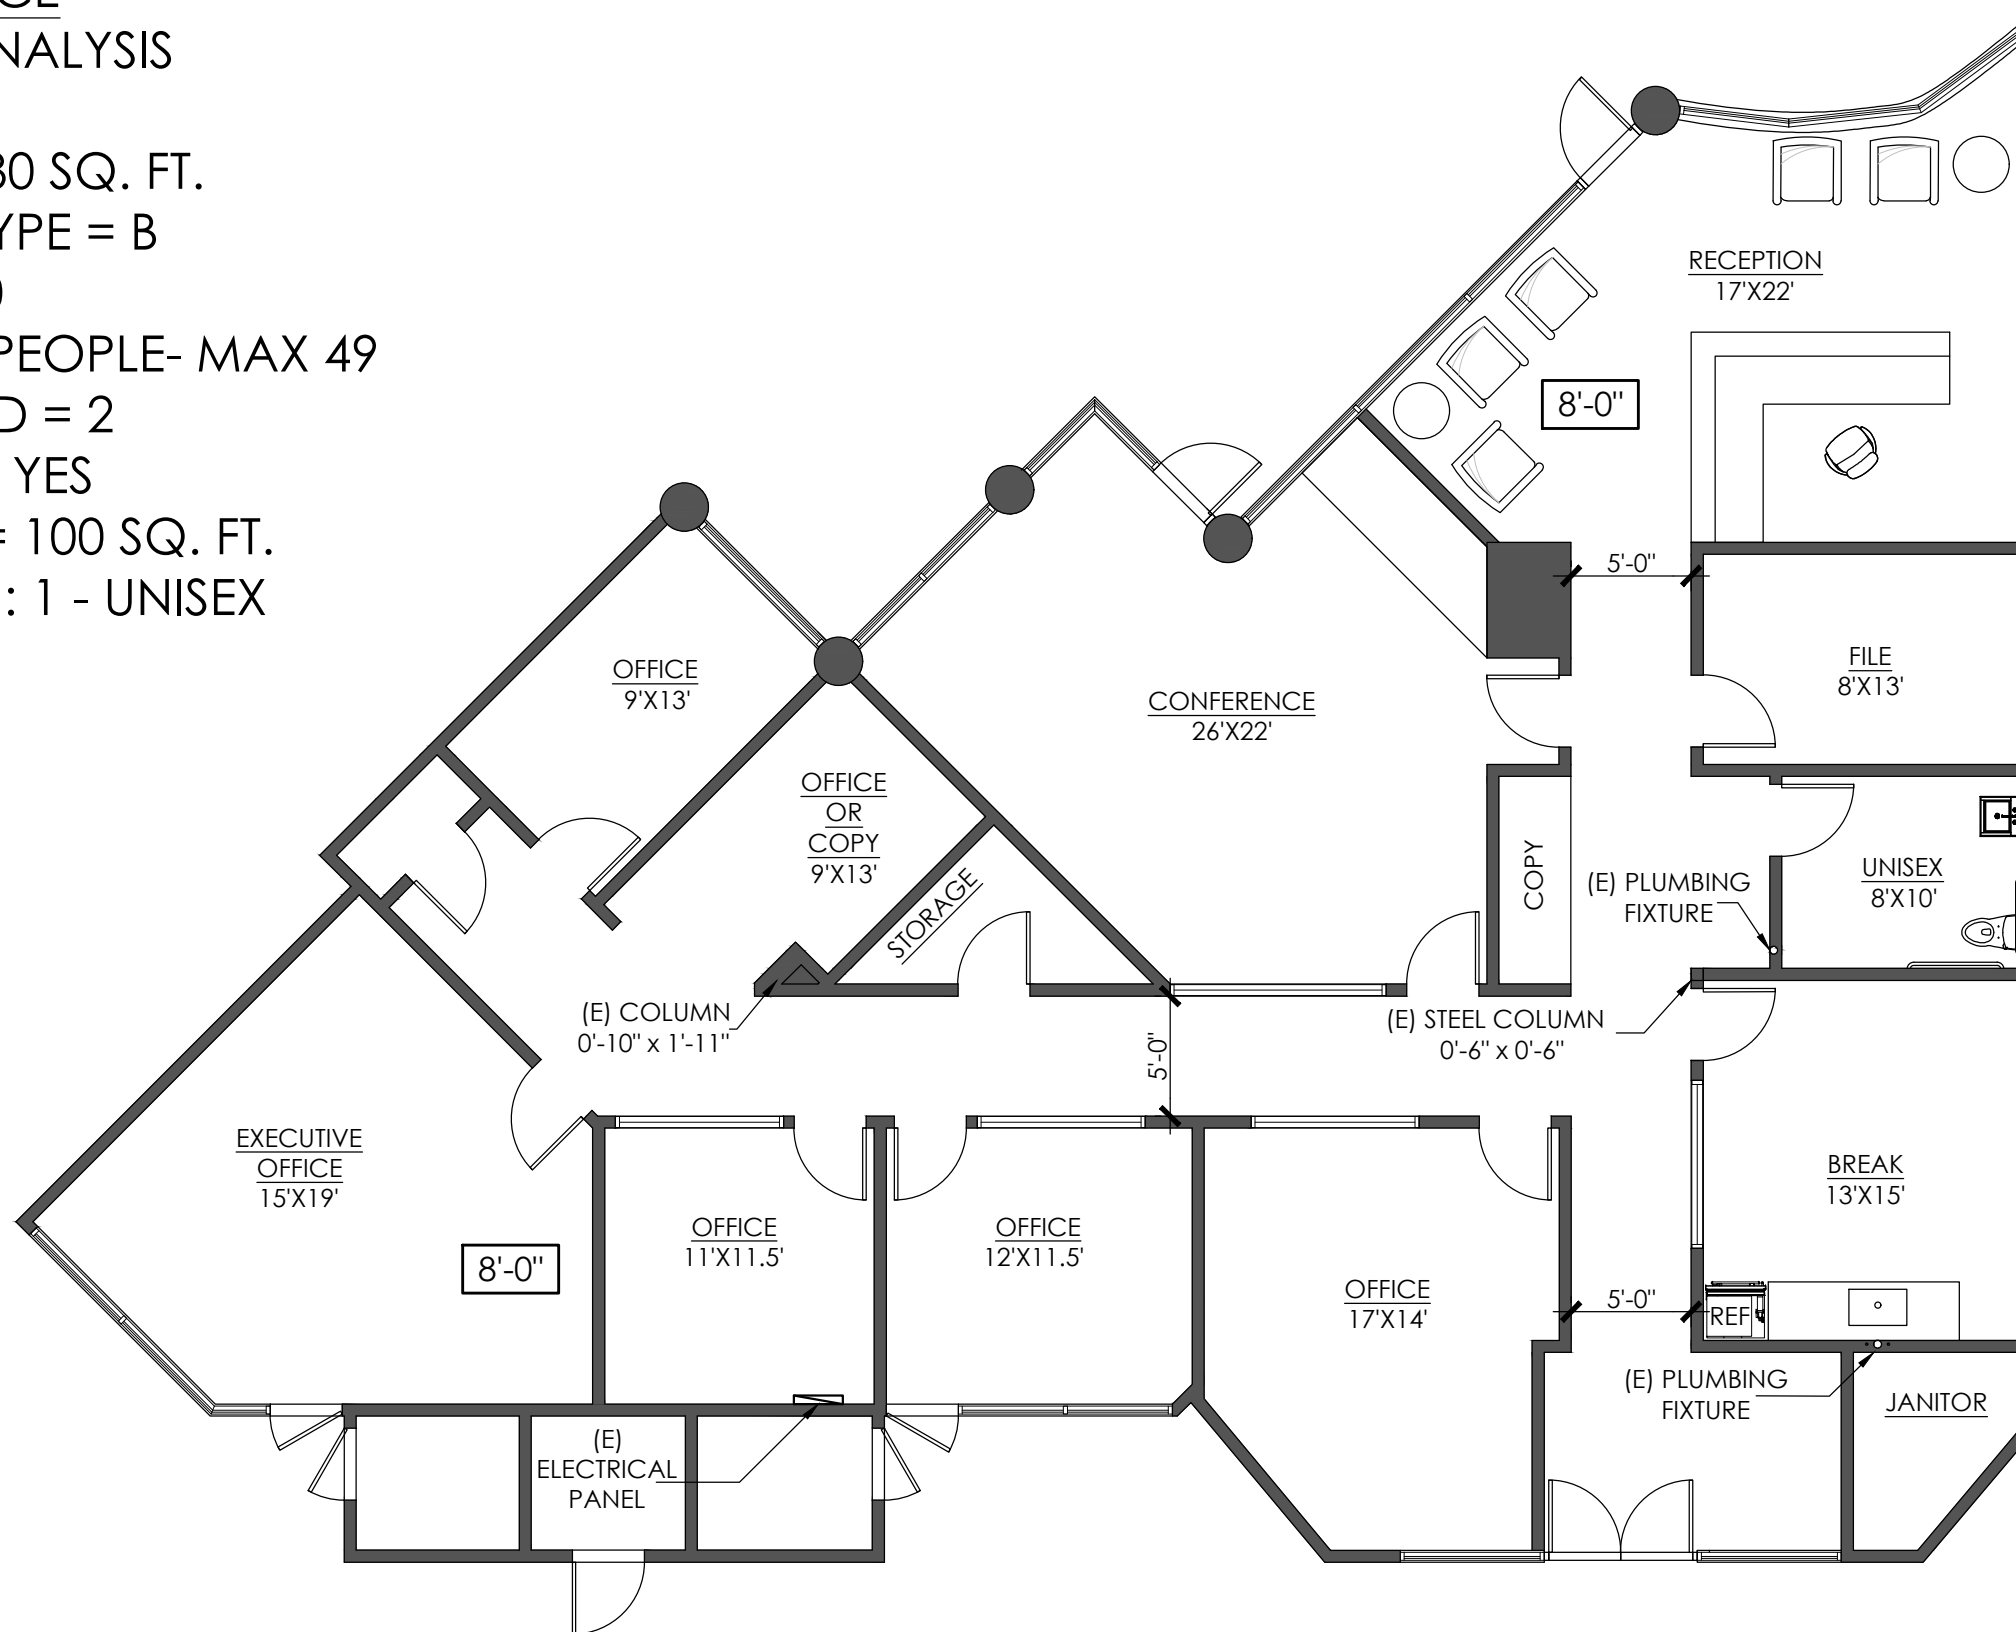 NALYSIS
80 SQ. FT.
YPE = B
PEOPLE- MAX 49
D = 2
YES
= 100 SQ. FT.
: 1 - UNISEX
RECEPTION
17'X22'
8'-0"
5'-0"
FILE
8'X13'
OFFICE
9'X13'
CONFERENCE
26'X22'
OFFICE
OR
COPY
9'X13'
STORAGE
COPY
(E) PLUMBING
FIXTURE
UNISEX
8'X10'
(E) COLUMN
0'-10" x 1'-11"
5'-0"
(E) STEEL COLUMN
0'-6" x 0'-6"
EXECUTIVE
OFFICE
15'X19'
8'-0"
OFFICE
11'X11.5'
OFFICE
12'X11.5'
OFFICE
17'X14'
BREAK
13'X15'
5'-0"
REF
(E) PLUMBING
FIXTURE
JANITOR
(E)
ELECTRICAL
PANEL